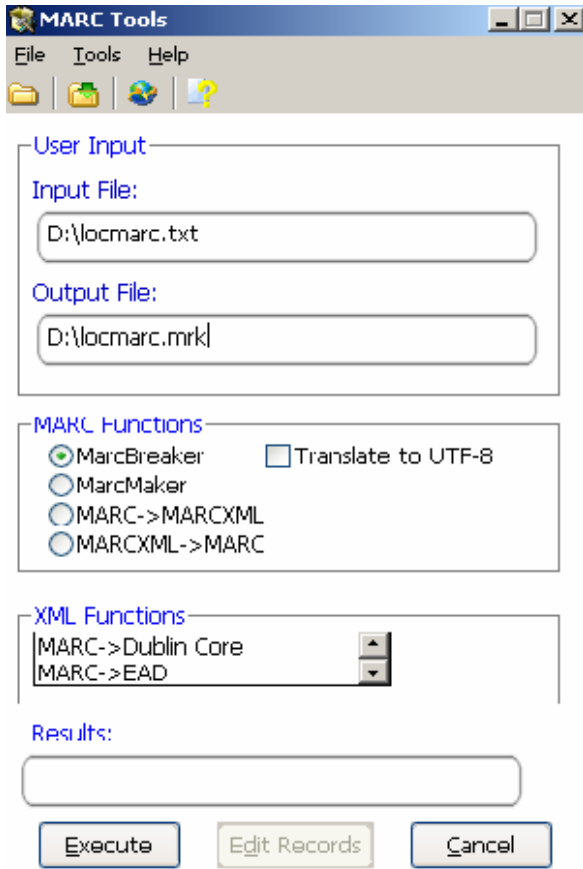 MARC Tools
File Tools Help
User Input
Input File:
D:\locmarc.txt
Output File:
D:\locmarc.mrk
MARC Functions
MarcBreaker Translate to UTF-8
MarcMaker
MARC->MARCXML
MARCXML->MARC
XML Functions
MARC->Dublin Core
MARC->EAD
Results:
Execute Edit Records Cancel